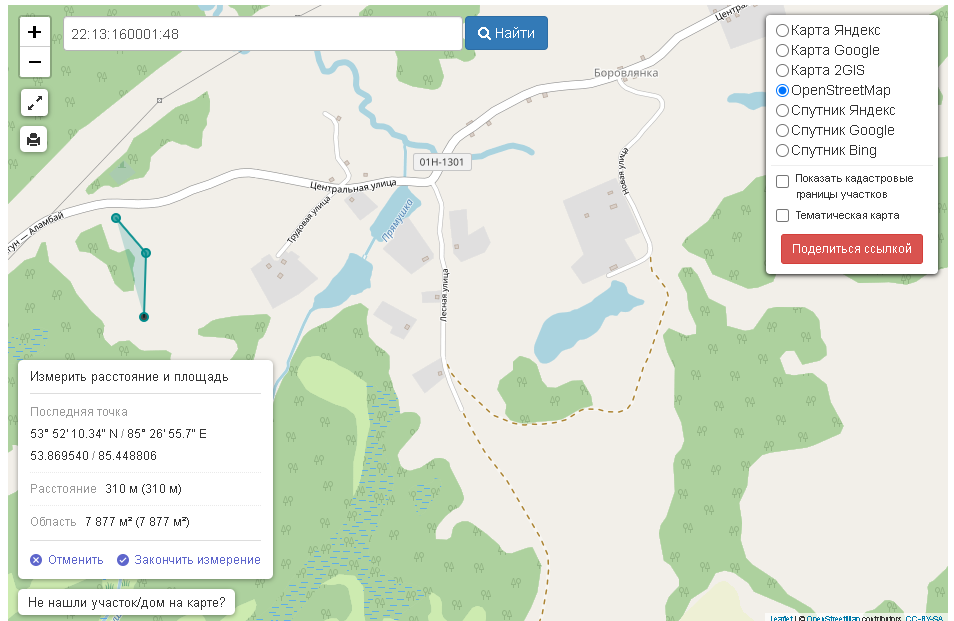 +
22:13:160001:48
Найти
−
Централь
Боровлянка
01Н-1301
Центральная улица
Новая улица
Трудовая улица
Прямушка
тун — Аламбай
Лесная улица
Карта Яндекс
Карта Google
Карта 2GIS
OpenStreetMap
Спутник Яндекс
Спутник Google
Спутник Bing
Показать кадастровые
границы участков
Тематическая карта
Поделиться ссылкой
Измерить расстояние и площадь
Последняя точка
53° 52' 10.34" N / 85° 26' 55.7" E
53.869540 / 85.448806
Расстояние 310 м (310 м)
Область 7 877 м² (7 877 м²)
Отменить Закончить измерение
Не нашли участок/дом на карте?
Leaflet | © OpenStreetMap contributors, CC-BY-SA